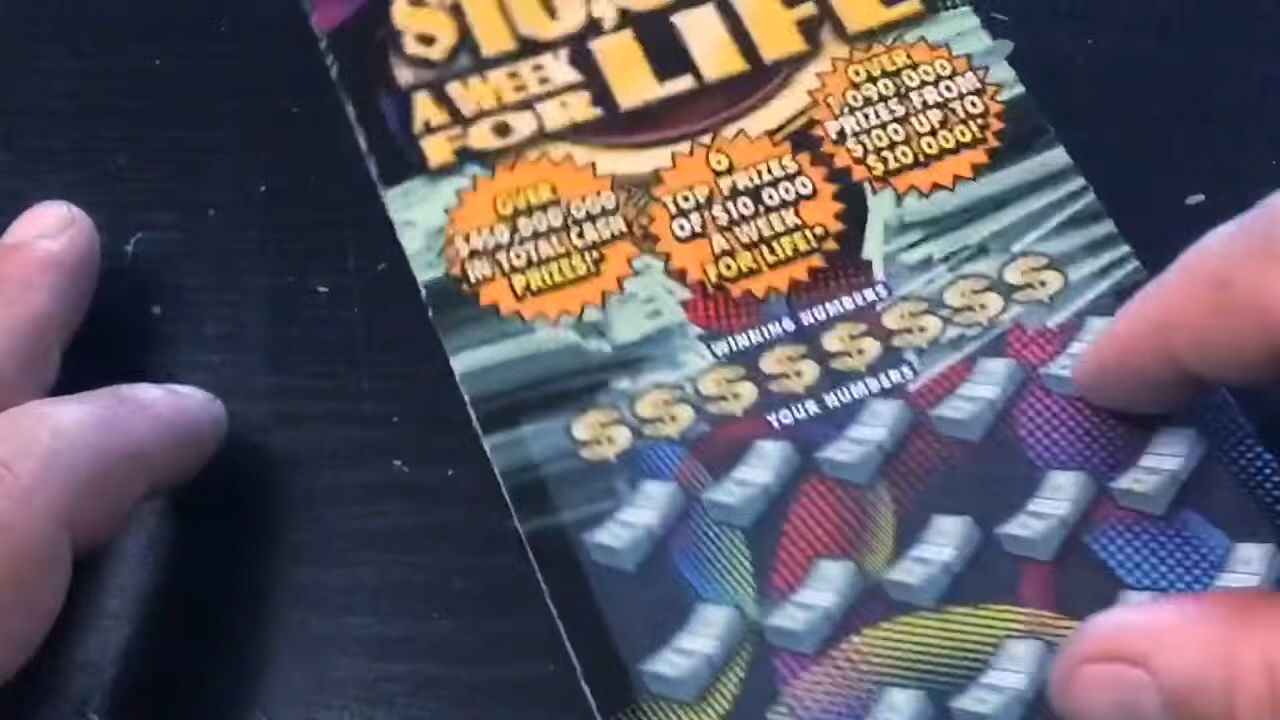 A WEEK
FOR LIFE
OVER
1,090,000
PRIZES FROM
$100 UP TO
$20,000!*
OVER
IN TOTAL CASH
PRIZES!*
6
TOP PRIZES
OF $10,000
A WEEK
FOR LIFE!*
WINNING NUMBERS
$ $ $ $ $ $ $ $
YOUR NUMBERS